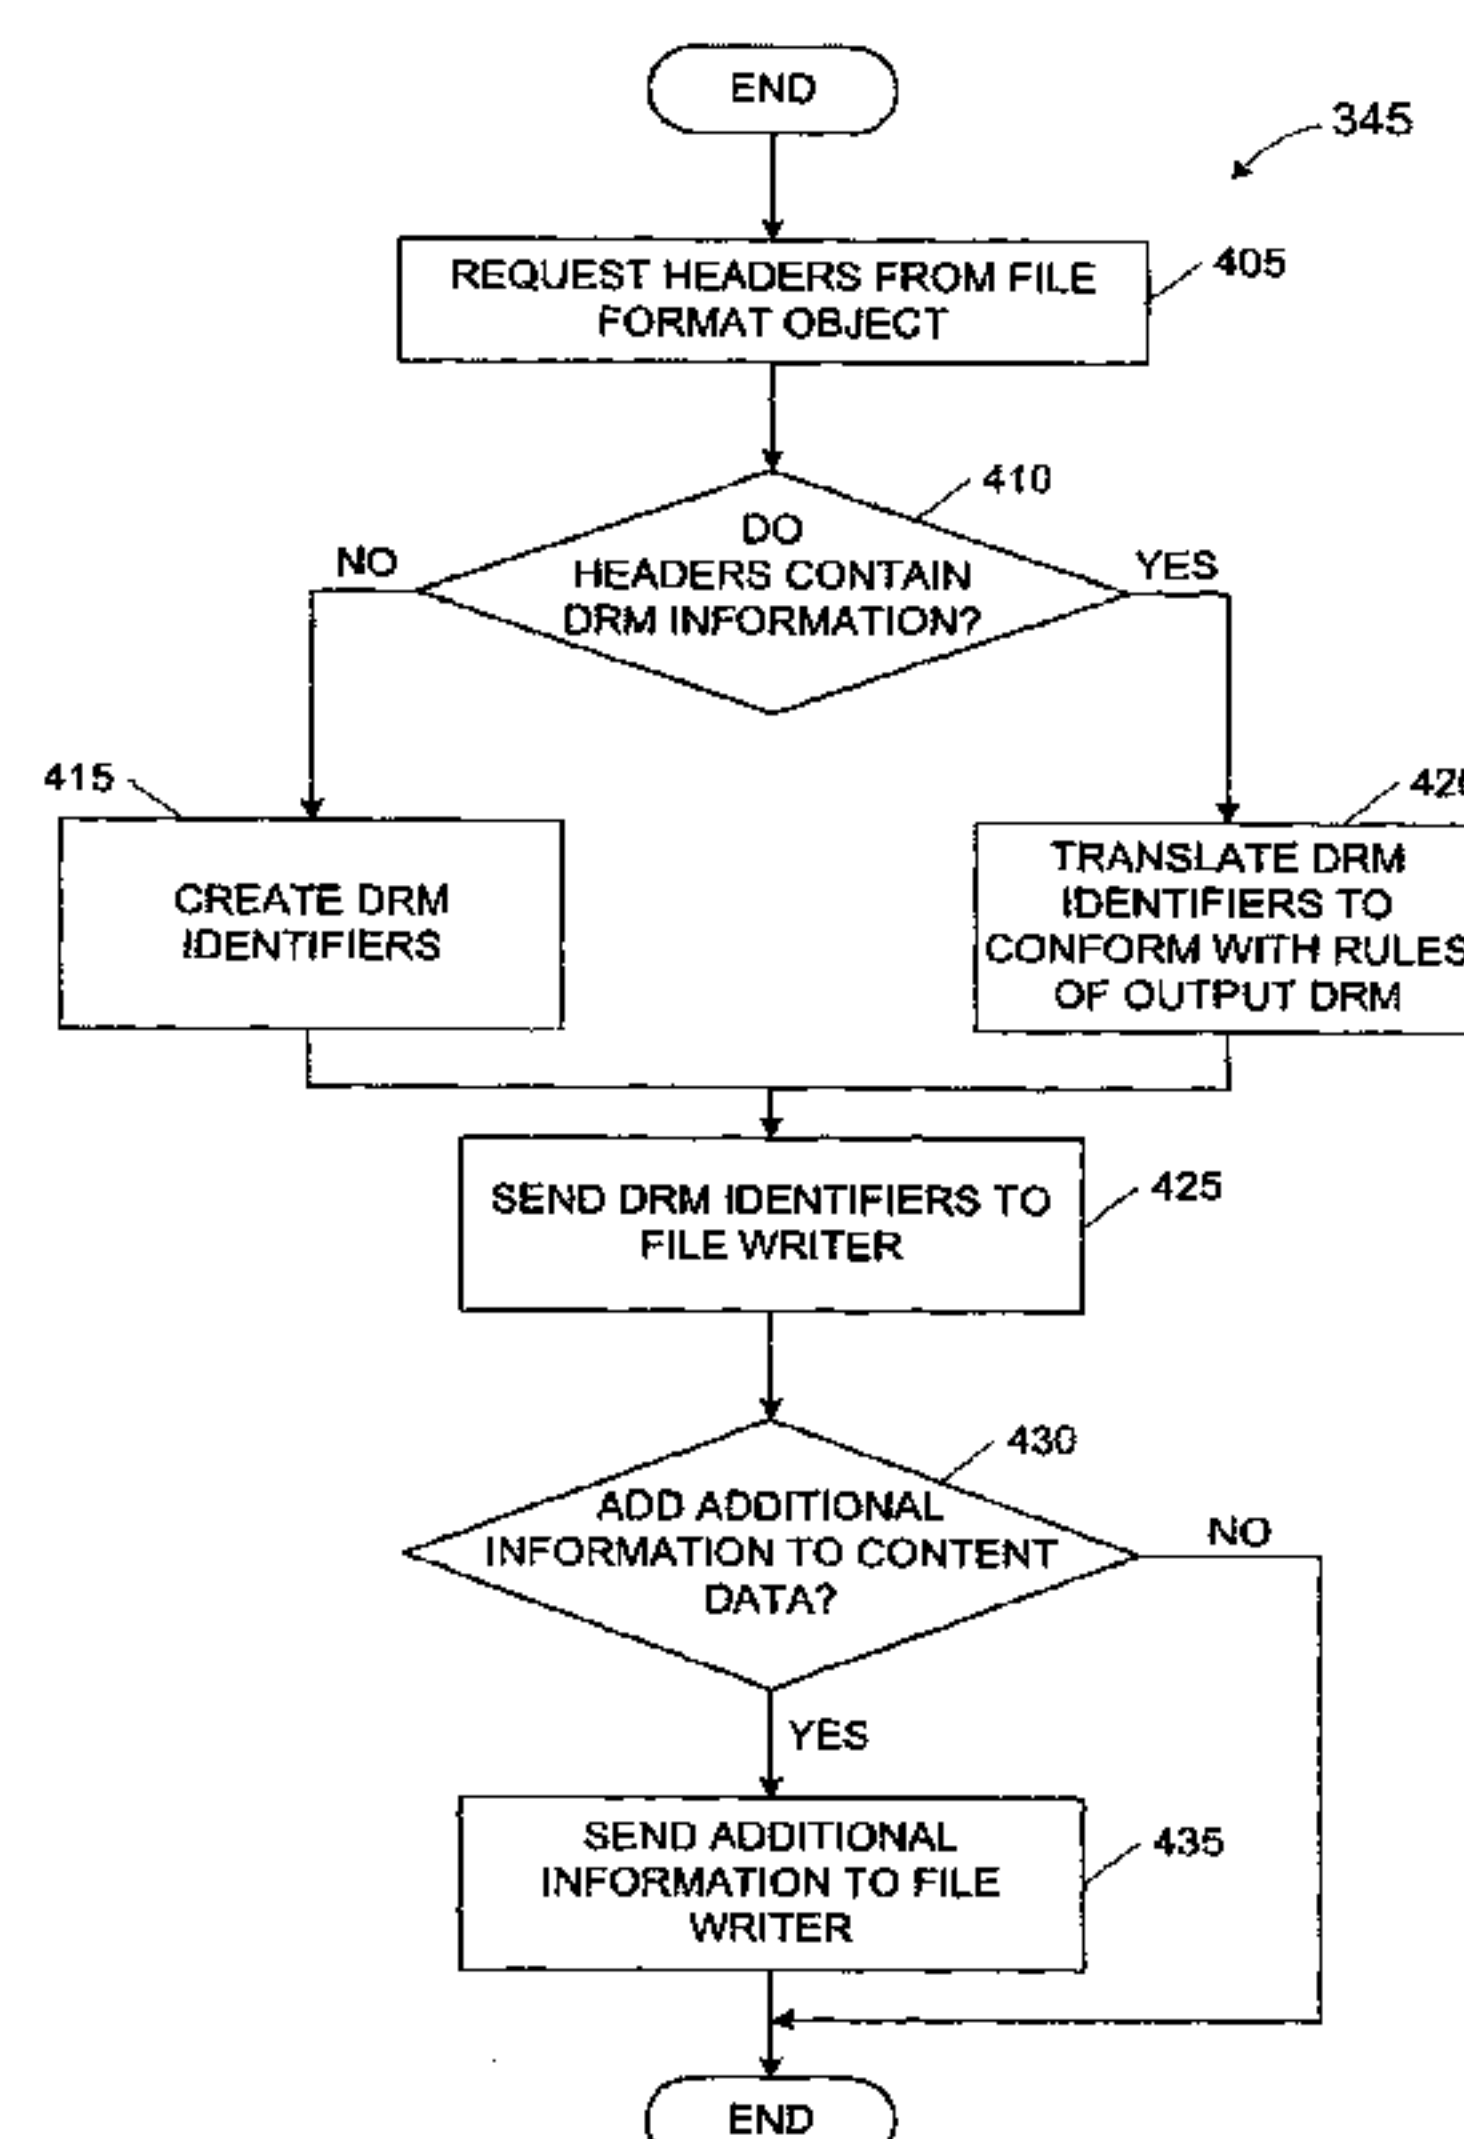 END
345
REQUEST HEADERS FROM FILE
FORMAT OBJECT
405
410
DO
HEADERS CONTAIN
DRM INFORMATION?
NO
YES
415
CREATE DRM
IDENTIFIERS
TRANSLATE DRM
IDENTIFIERS TO
CONFORM WITH RULES
OF OUTPUT DRM
SEND DRM IDENTIFIERS TO
FILE WRITER
425
430
ADD ADDITIONAL
INFORMATION TO CONTENT
DATA?
NO
YES
SEND ADDITIONAL
INFORMATION TO FILE
WRITER
435
END